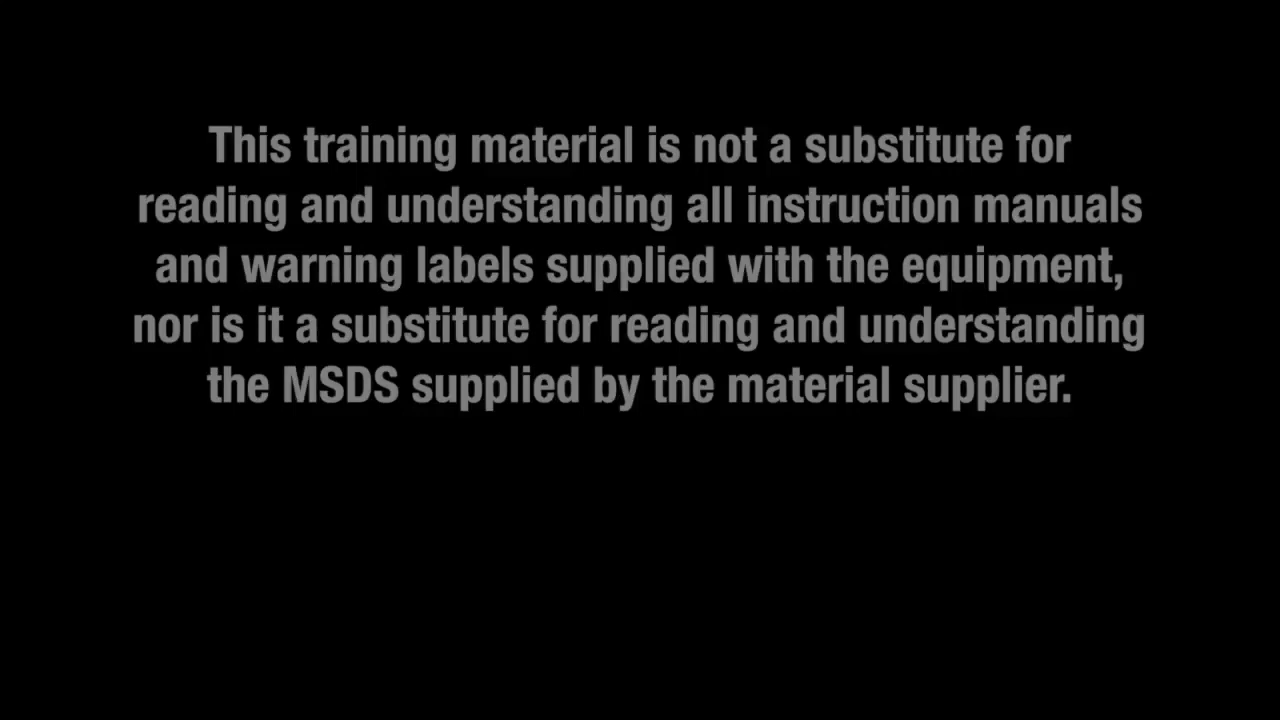 This training material is not a substitute for
reading and understanding all instruction manuals
and warning labels supplied with the equipment,
nor is it a substitute for reading and understanding
the MSDS supplied by the material supplier.